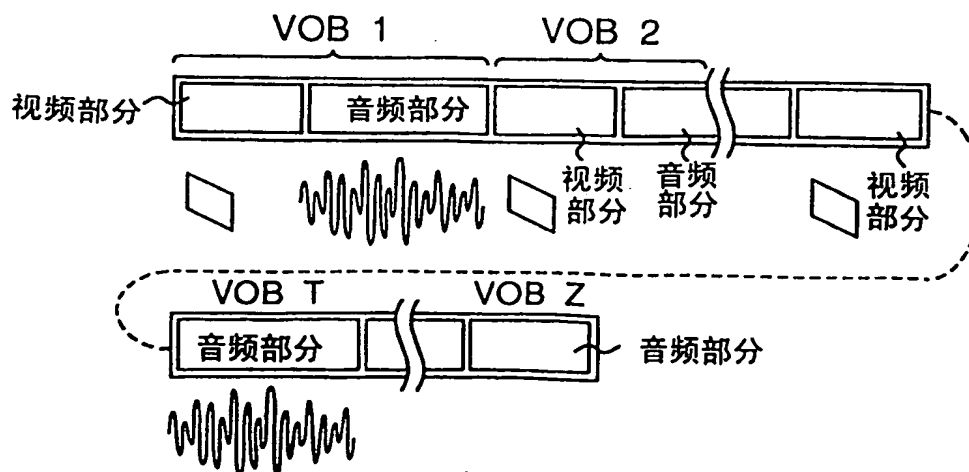 VOB 1
VOB 2
视频部分
音频部分
视频
部分
音频
部分
视频
部分
VOB T
VOB Z
音频部分
音频部分